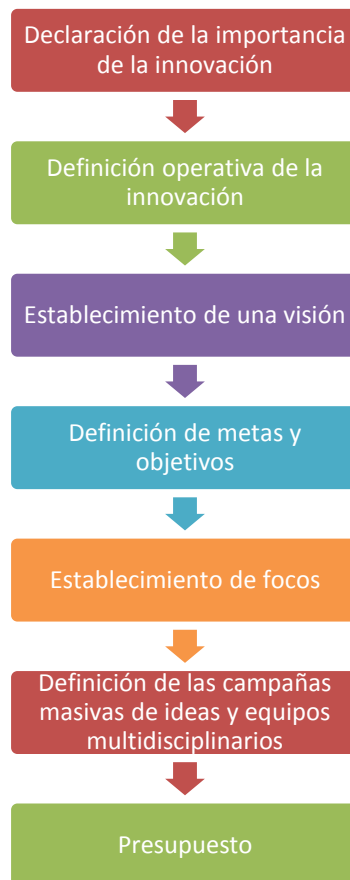 Declaración de la importancia
de la innovación
Definición operativa de la
innovación
Establecimiento de una visión
Definición de metas y
objetivos
Establecimiento de focos
Definición de las campañas
masivas de ideas y equipos
multidisciplinarios
Presupuesto